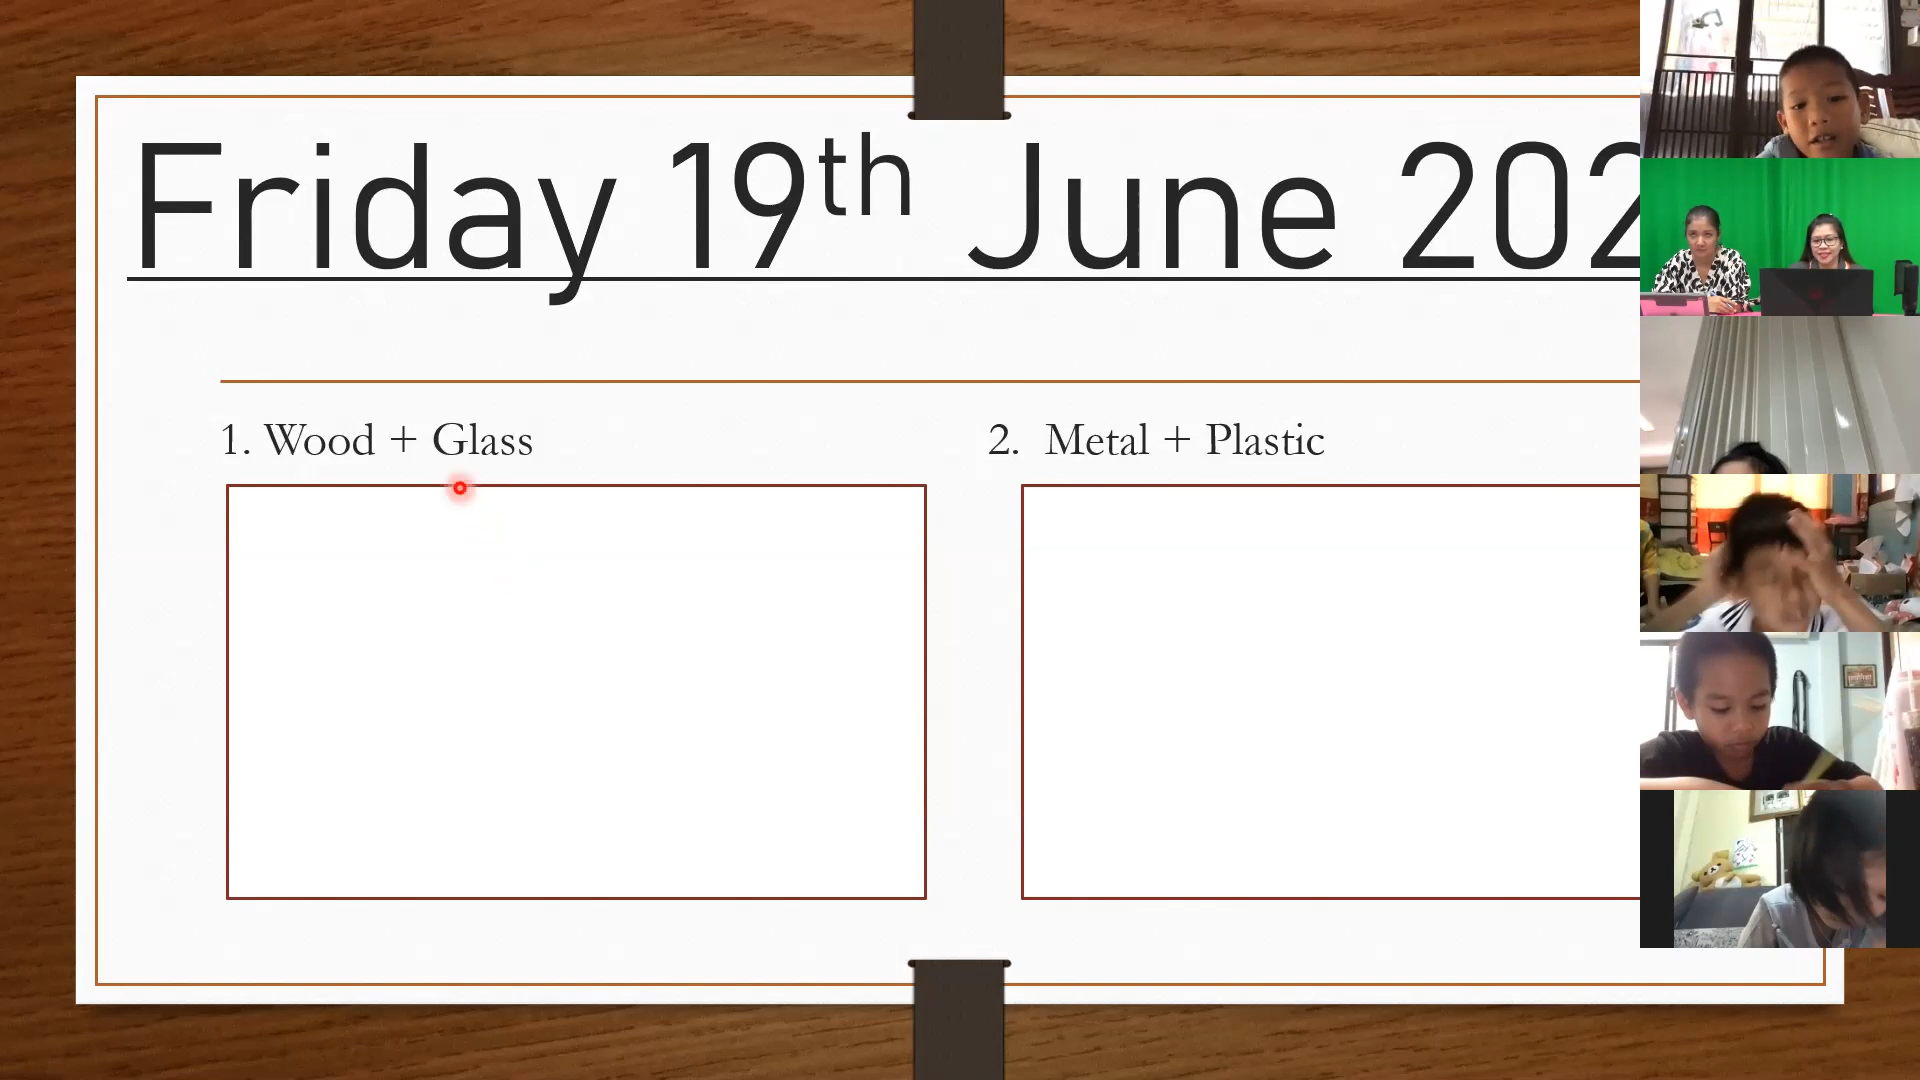 Friday 19th June 202
1. Wood + Glass
2. Metal + Plastic